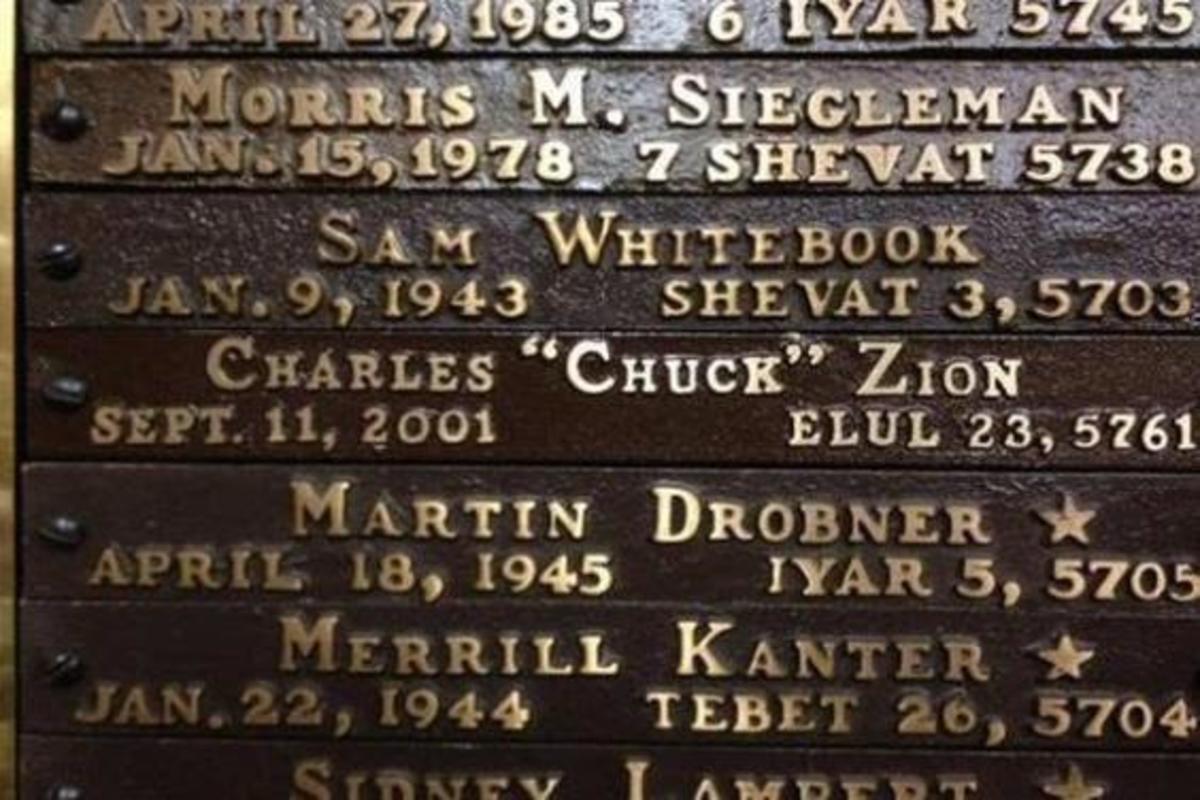 APRIL 27, 1985 6 IYAR 5745
MORRIS M. SIEGLEMAN
JAN. 15, 1978 7 SHEVAT 5738
SAM WHITEBOOK
JAN. 9, 1943 SHEVAT 3, 5703
CHARLES “CHUCK” ZION
SEPT. 11, 2001 ELUL 23, 5761
MARTIN DROBNER ★
APRIL 18, 1945 IYAR 5, 5705
MERRILL KANTER ★
JAN. 22, 1944 TEBET 26, 5704
SIDNEY LAMPERT ★